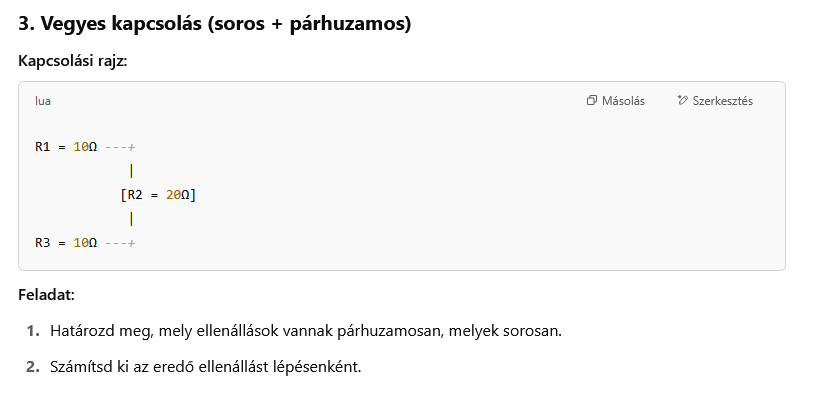 3. Vegyes kapcsolás (soros + párhuzamos)
Kapcsolási rajz:
lua Másolás Szerkesztés
R1 = 10Ω ---+
|
[R2 = 20Ω]
|
R3 = 10Ω ---+
Feladat:
1. Határozd meg, mely ellenállások vannak párhuzamosan, melyek sorosan.
2. Számítsd ki az eredő ellenállást lépésenként.